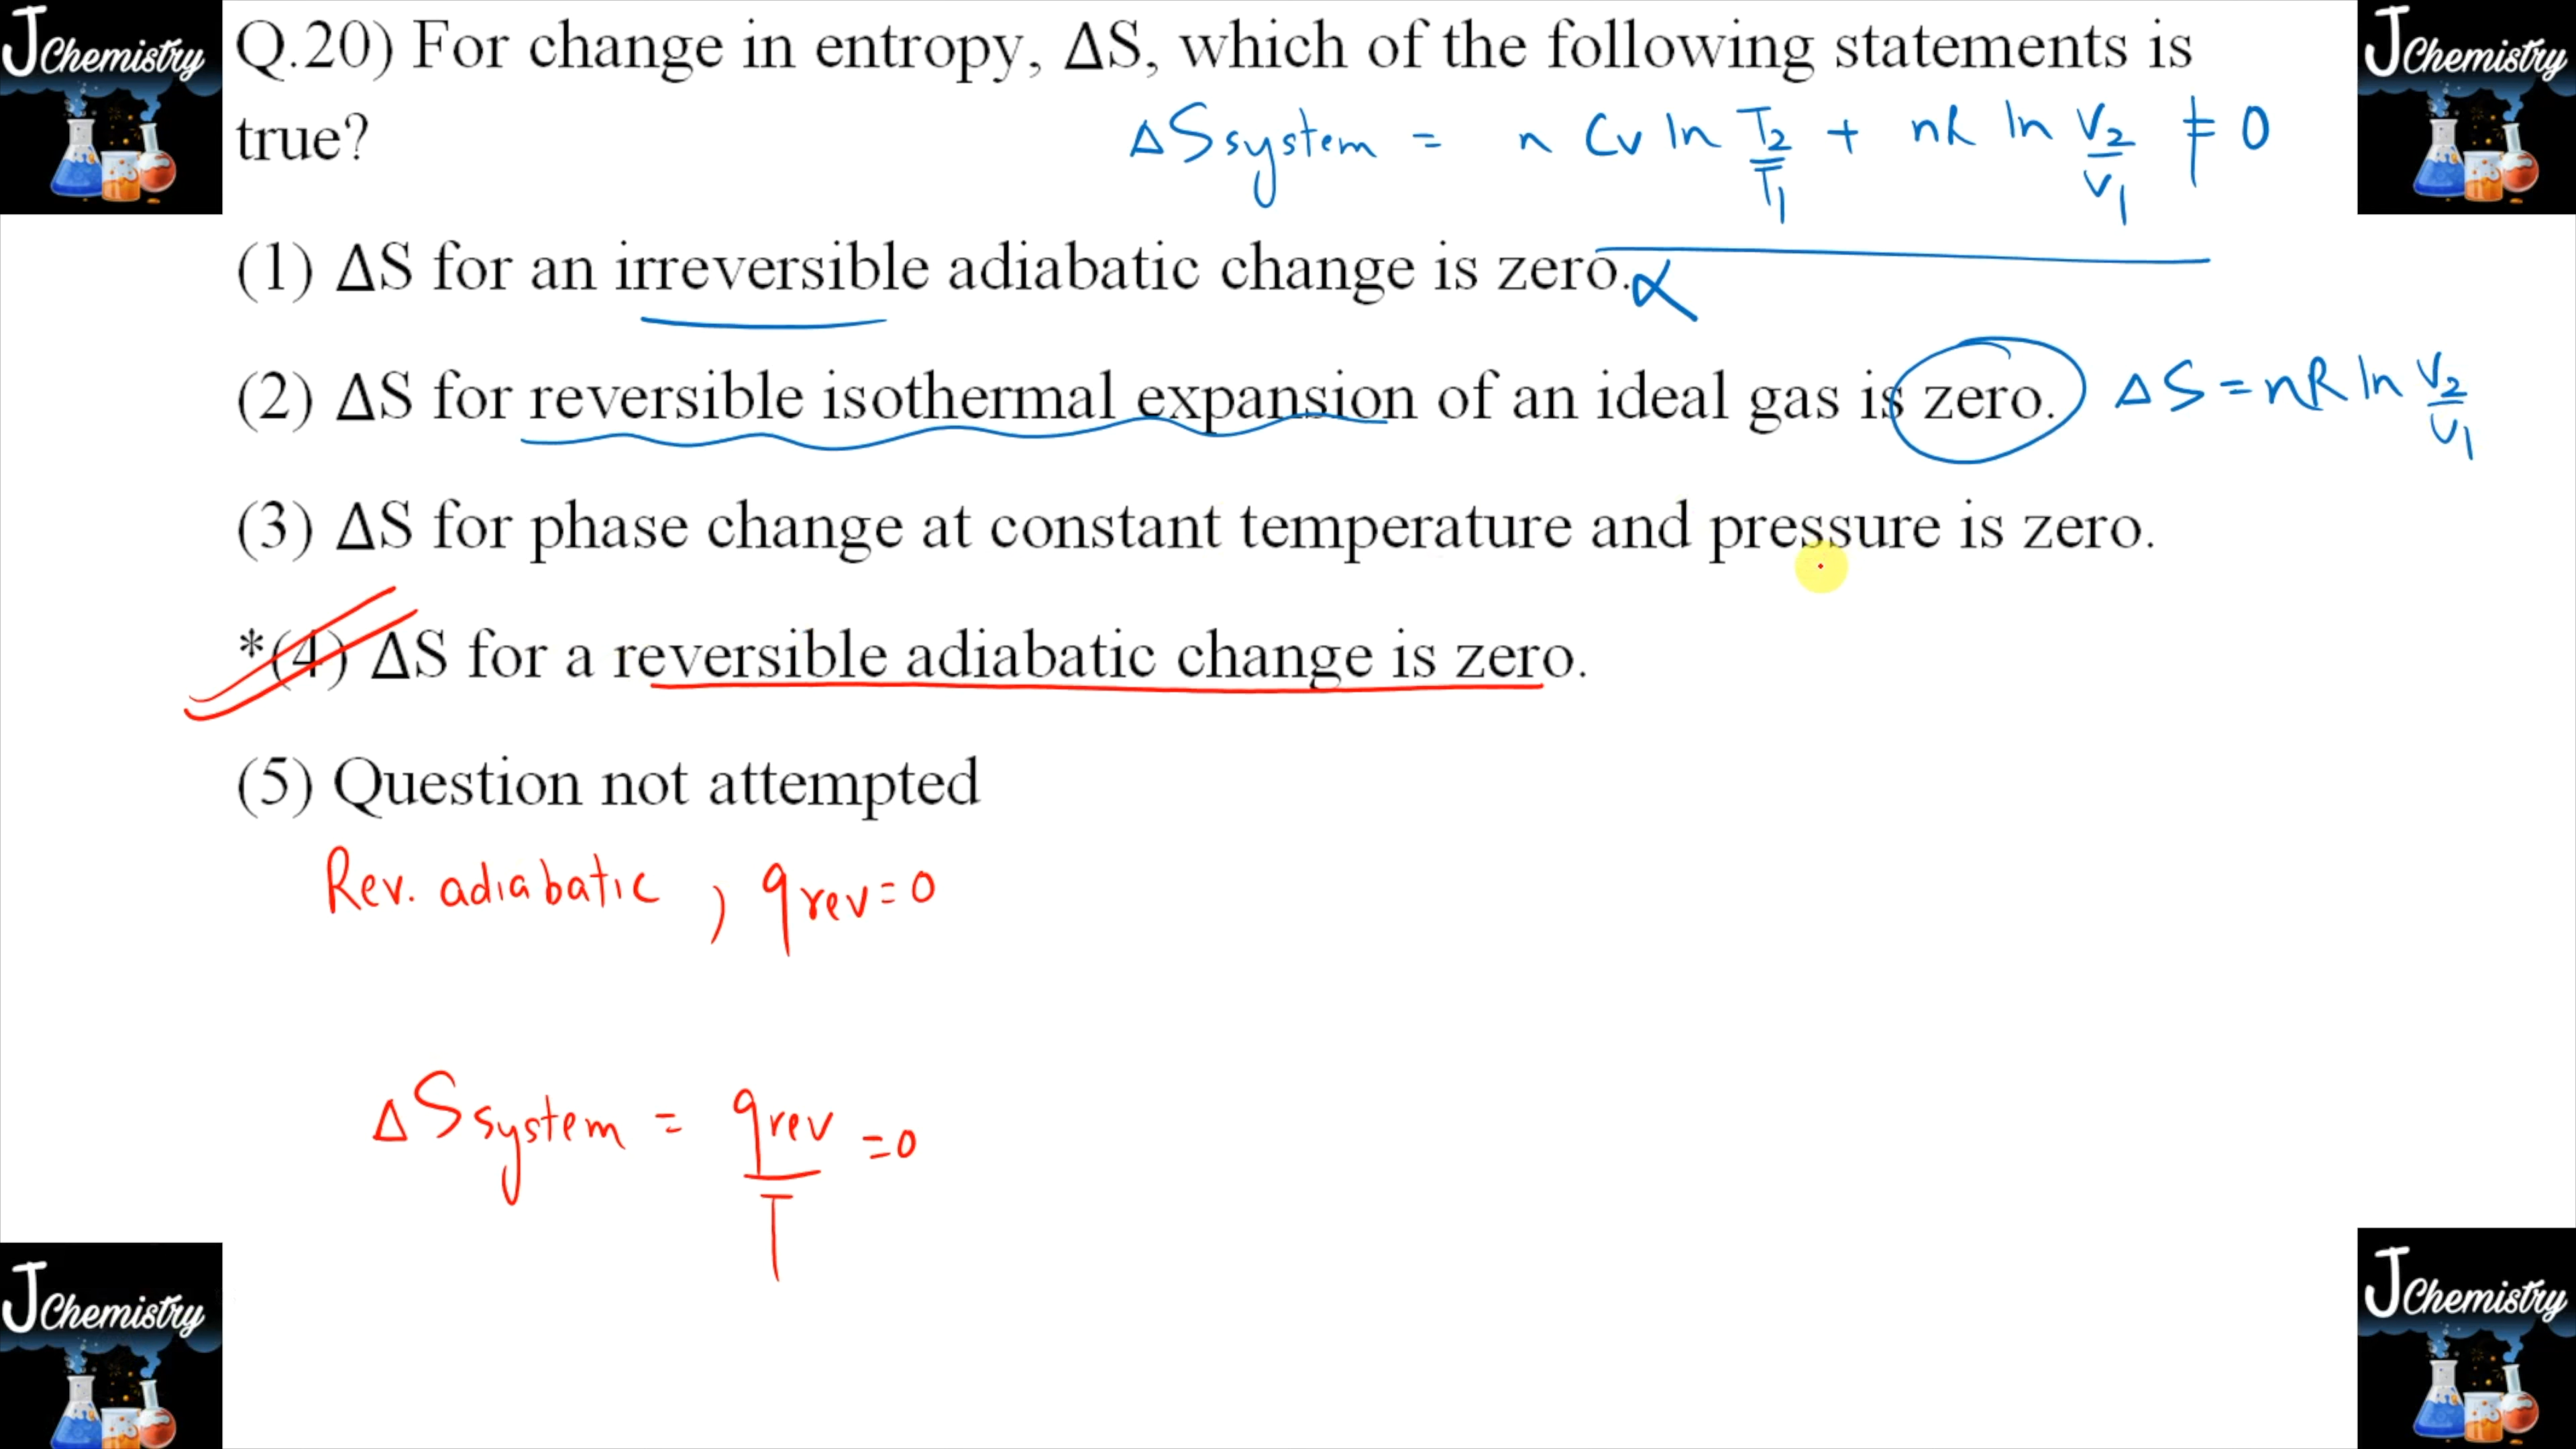 JChemistry
JChemistry
Q.20) For change in entropy, ΔS, which of the following statements is
true?
ΔSsystem = n Cv ln T2/T1 + nR ln V2/V1 ≠ 0
(1) ΔS for an irreversible adiabatic change is zero.
(2) ΔS for reversible isothermal expansion of an ideal gas is zero. ΔS = nR ln V2/V1
(3) ΔS for phase change at constant temperature and pressure is zero.
*(4) ΔS for a reversible adiabatic change is zero.
(5) Question not attempted
Rev. adiabatic , qrev=0
ΔSsystem = qrev/T =0
JChemistry
JChemistry